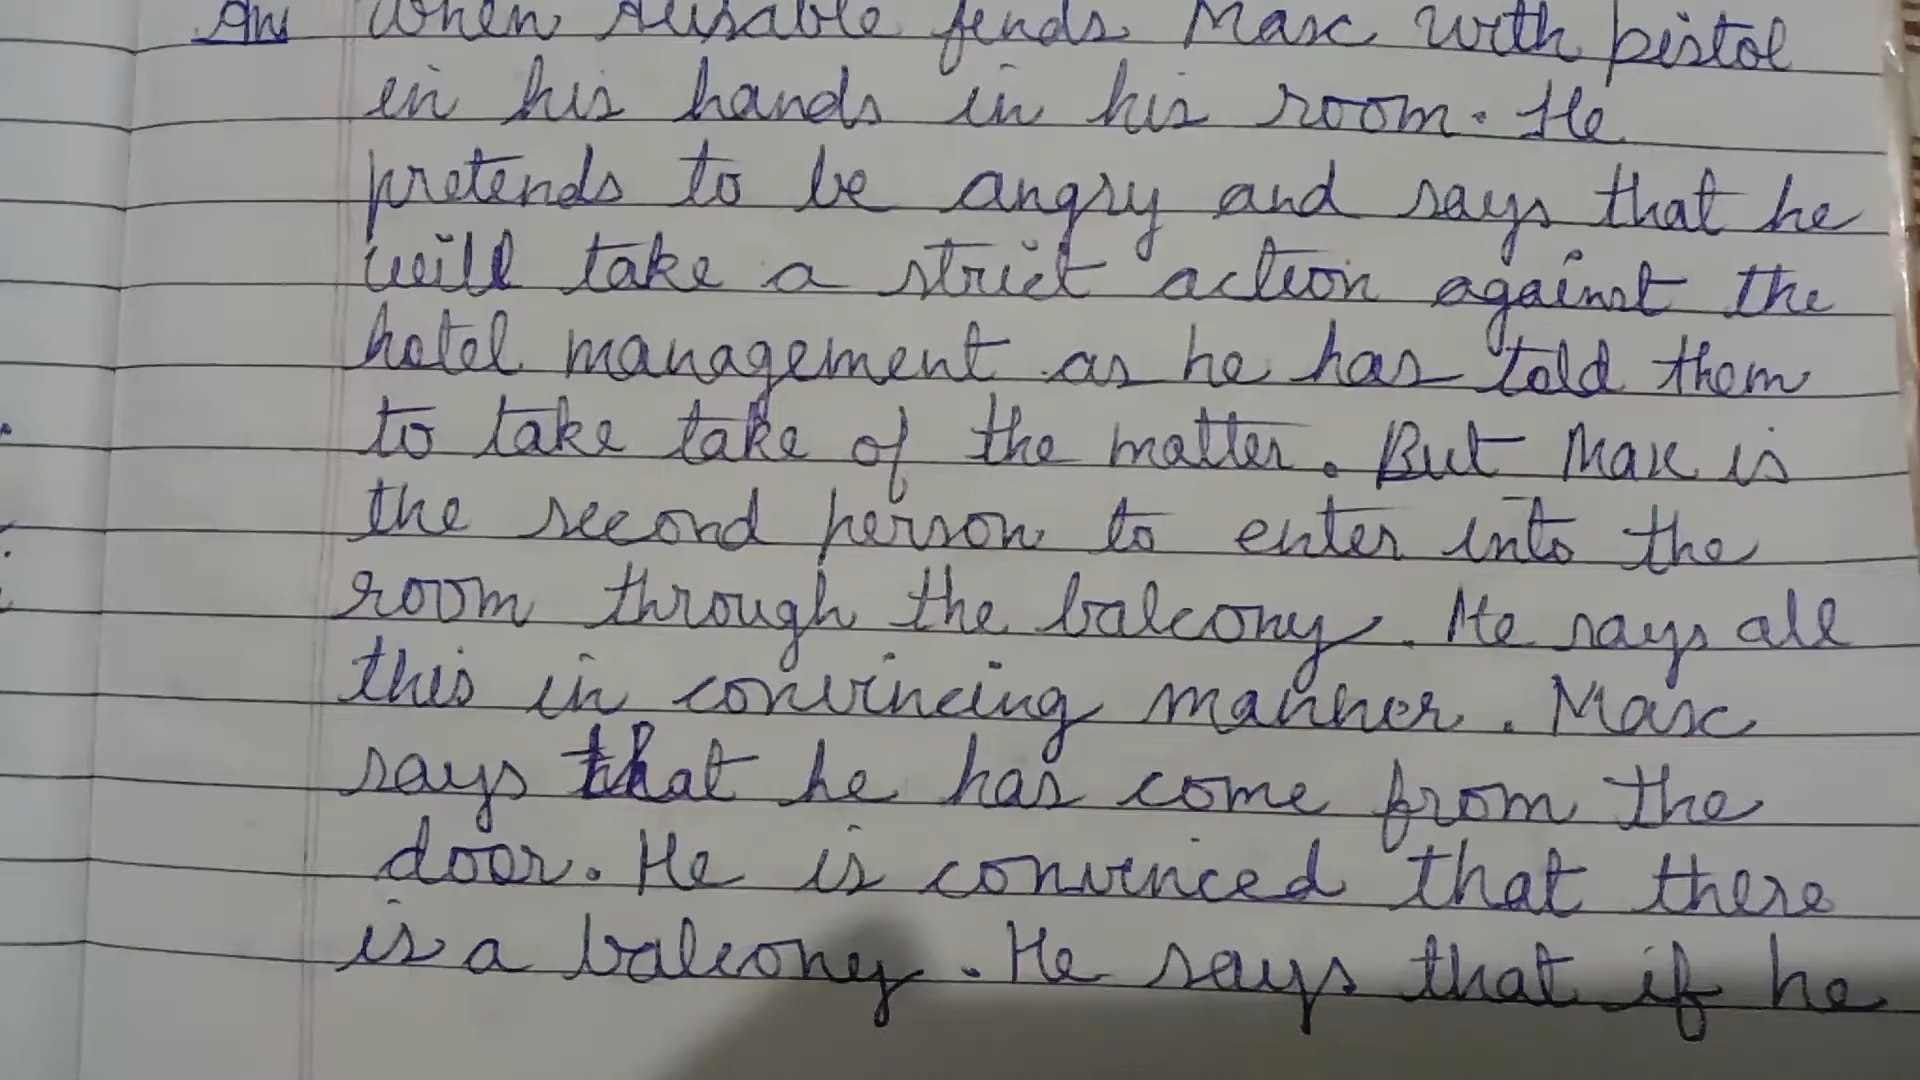 Ans When Ausable finds Max with pistol
in his hands in his room. He
pretends to be angry and says that he
will take a strict action against the
hotel management as he has told them
to take take of the matter. But Max is
the second person to enter into the
room through the balcony. He says all
this in convincing manner. Max
says that he has come from the
door. He is convinced that there
is a balcony. He says that if he